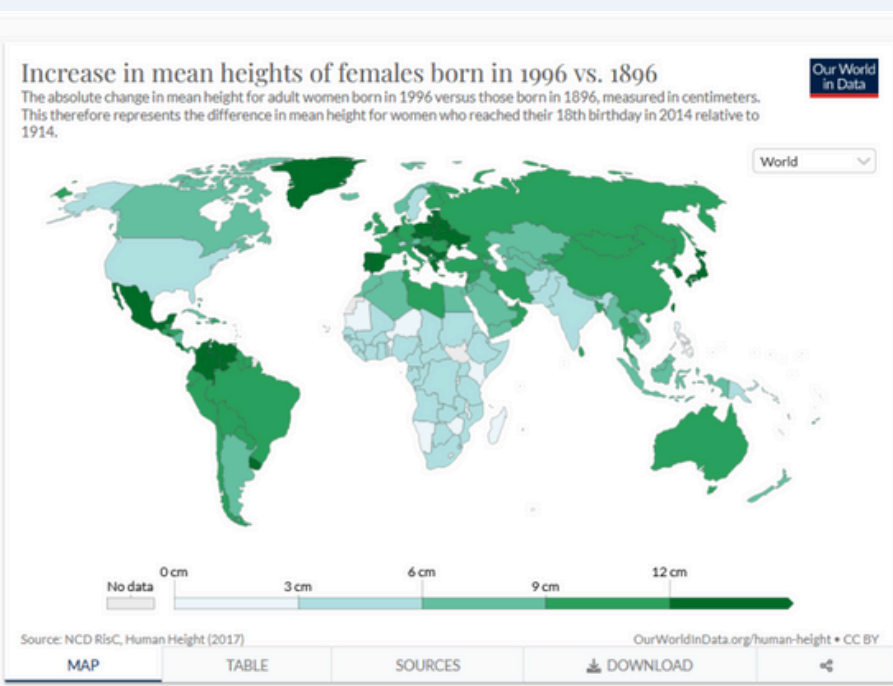 Increase in mean heights of females born in 1996 vs. 1896
Our World
in Data
The absolute change in mean height for adult women born in 1996 versus those born in 1896, measured in centimeters.
This therefore represents the difference in mean height for women who reached their 18th birthday in 2014 relative to
1914.
World
No data
0 cm
3 cm
6 cm
9 cm
12 cm
Source: NCD RisC, Human Height (2017)
OurWorldInData.org/human-height • CC BY
MAP
TABLE
SOURCES
DOWNLOAD